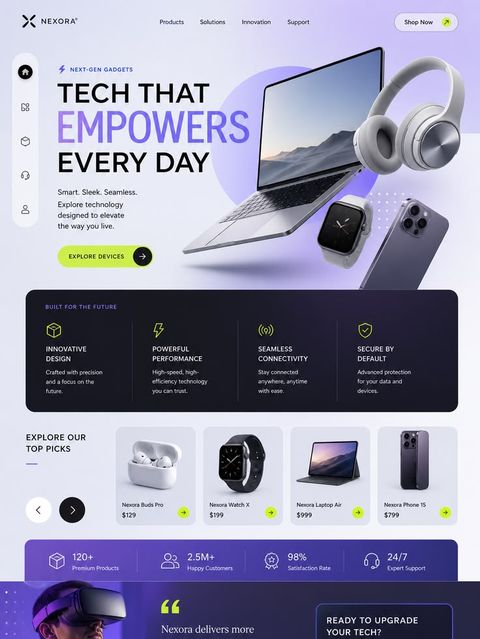 NEXORA®
Products
Solutions
Innovation
Support
Shop Now
NEXT-GEN GADGETS
TECH THAT
EMPOWERS
EVERY DAY
Smart. Sleek. Seamless.
Explore technology
designed to elevate
the way you live.
EXPLORE DEVICES
BUILT FOR THE FUTURE
INNOVATIVE
DESIGN
Crafted with precision
and a focus on the
future.
POWERFUL
PERFORMANCE
High-speed, high-
efficiency technology
you can trust.
SEAMLESS
CONNECTIVITY
Stay connected
anywhere, anytime
with ease.
SECURE BY
DEFAULT
Advanced protection
for your data and
devices.
EXPLORE OUR
TOP PICKS
Nexora Buds Pro
$129
Nexora Watch X
$199
Nexora Laptop Air
$999
Nexora Phone 15
$799
120+
Premium Products
2.5M+
Happy Customers
98%
Satisfaction Rate
24/7
Expert Support
“
Nexora delivers more
READY TO UPGRADE
YOUR TECH?